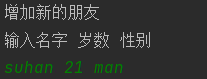 增加新的朋友
输入名字 岁数 性别
suhan 21 man